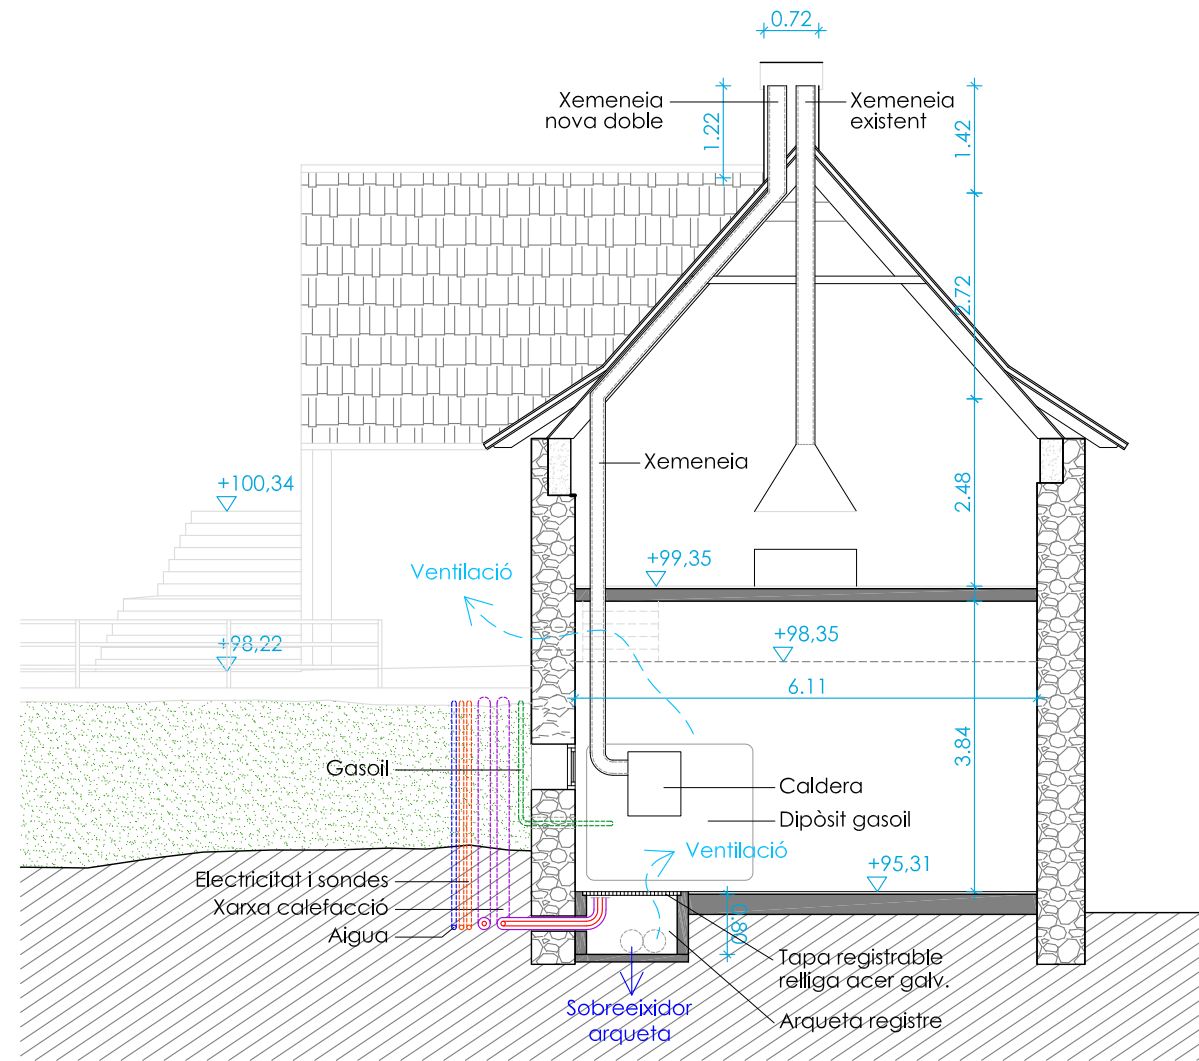 0.72
Xemeneia
nova doble
Xemeneia
existent
1.22
1.42
2.72
Xemeneia
+100,34
2.48
Ventilació
+99,35
+98,22
+98,35
6.11
3.84
Gasoil
Caldera
Dipòsit gasoil
Ventilació
+95,31
Electricitat i sondes
Xarxa calefacció
Aigua
0.80
Tapa registrable
relliga acer galv.
Sobreeixidor
arqueta
Arqueta registre